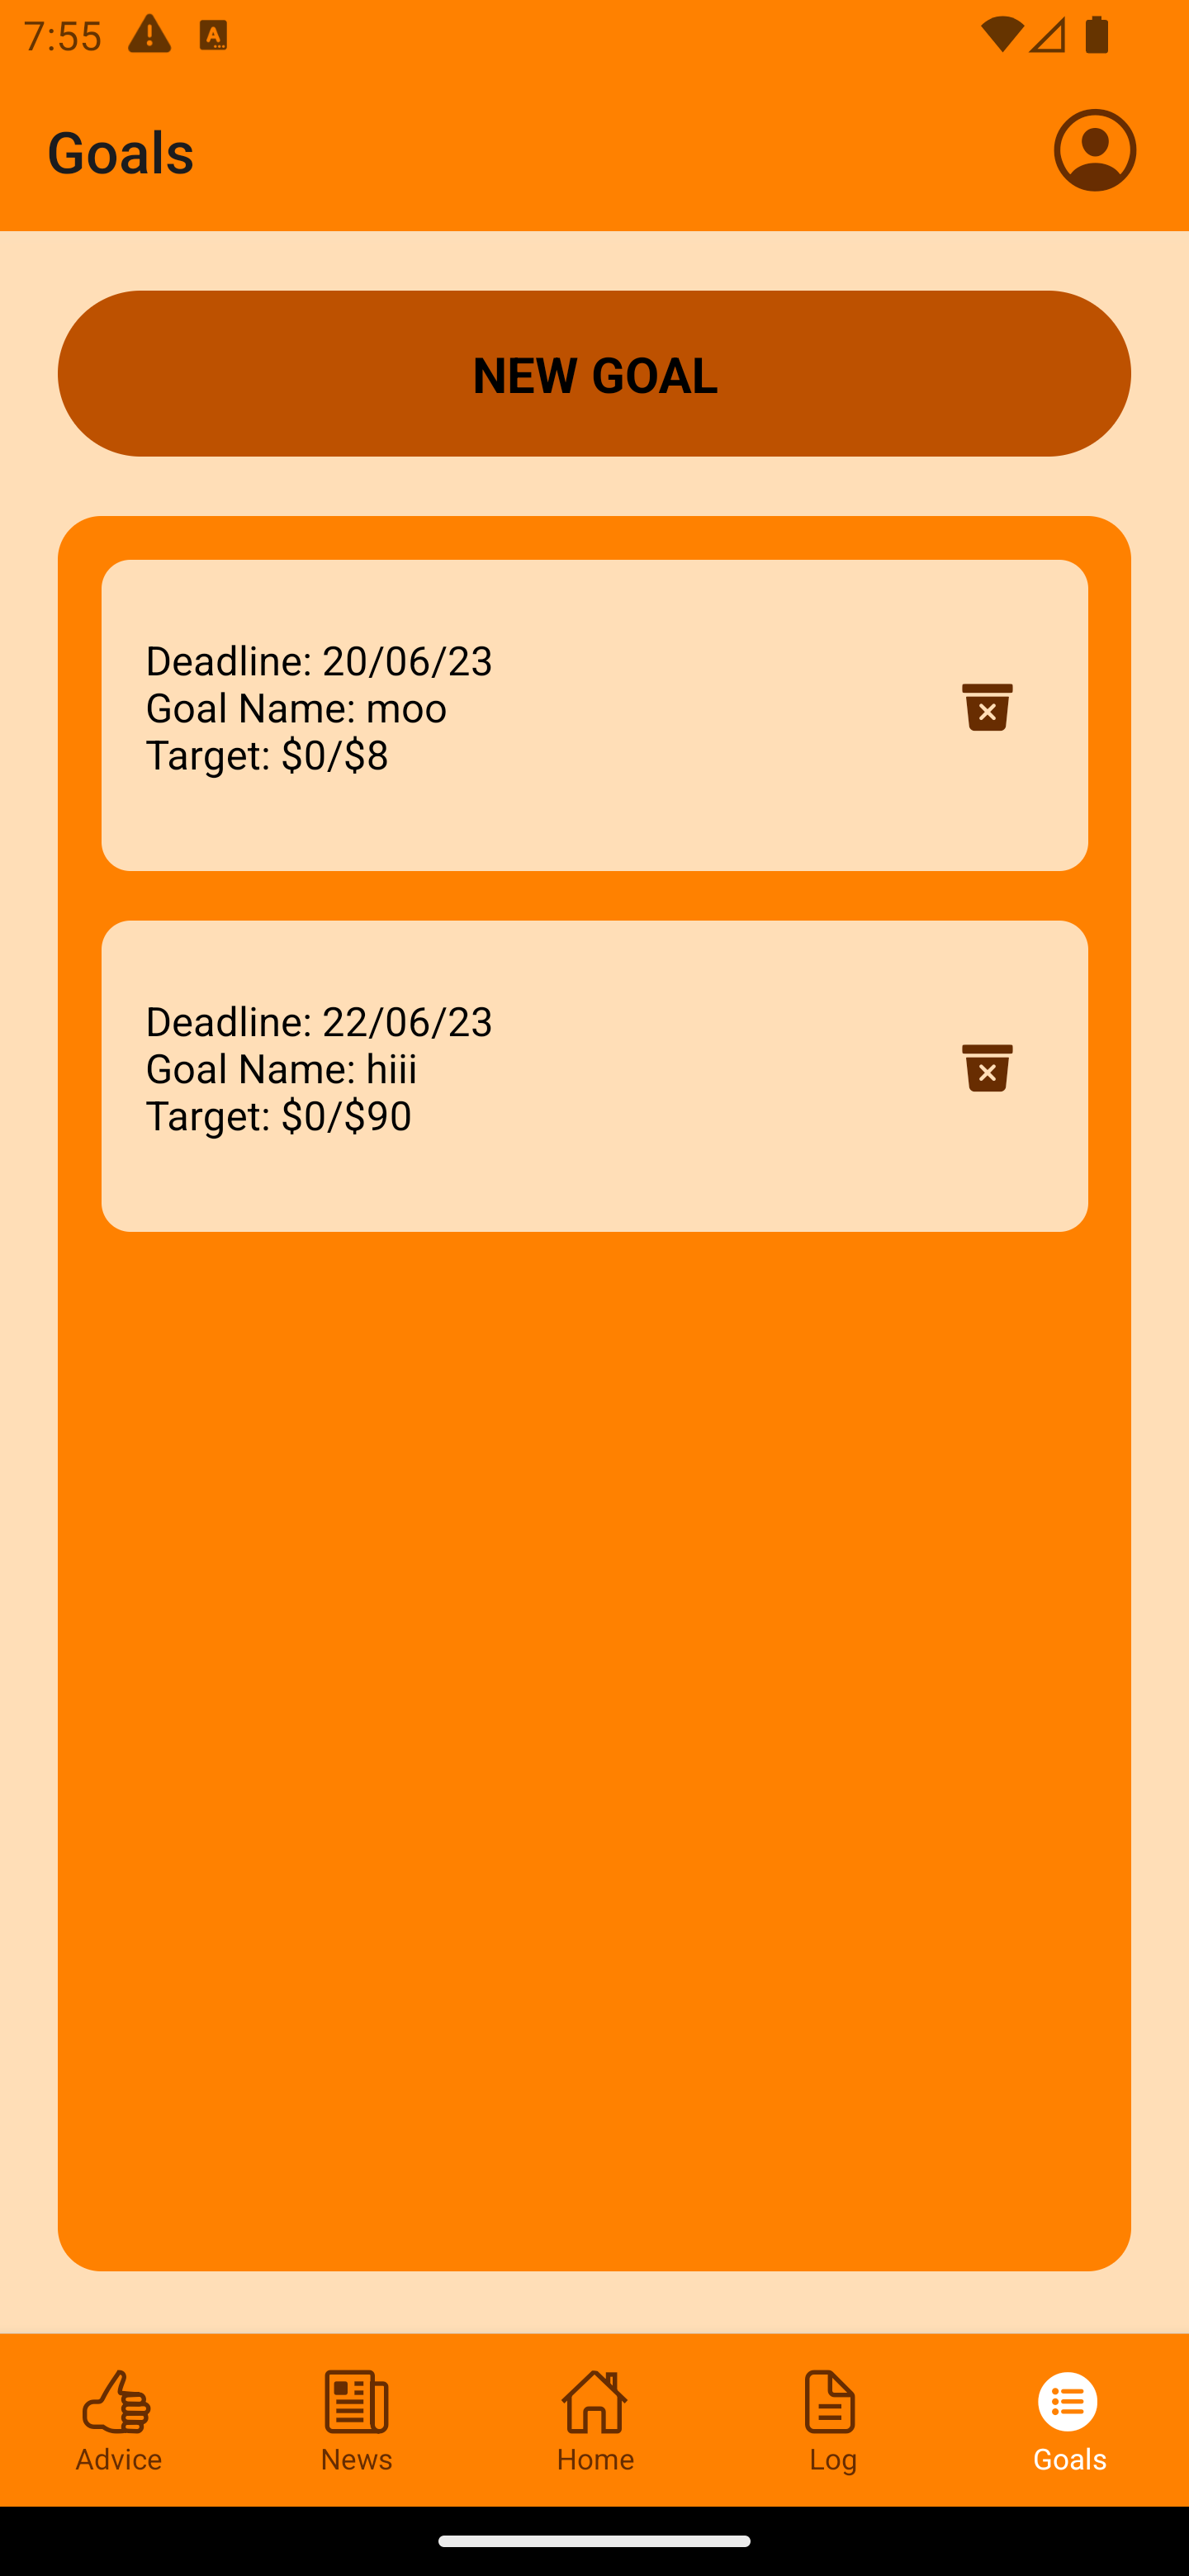 7:55
Goals
NEW GOAL
Deadline: 20/06/23
Goal Name: moo
Target: $0/$8
Deadline: 22/06/23
Goal Name: hiii
Target: $0/$90
Advice
News
Home
Log
Goals